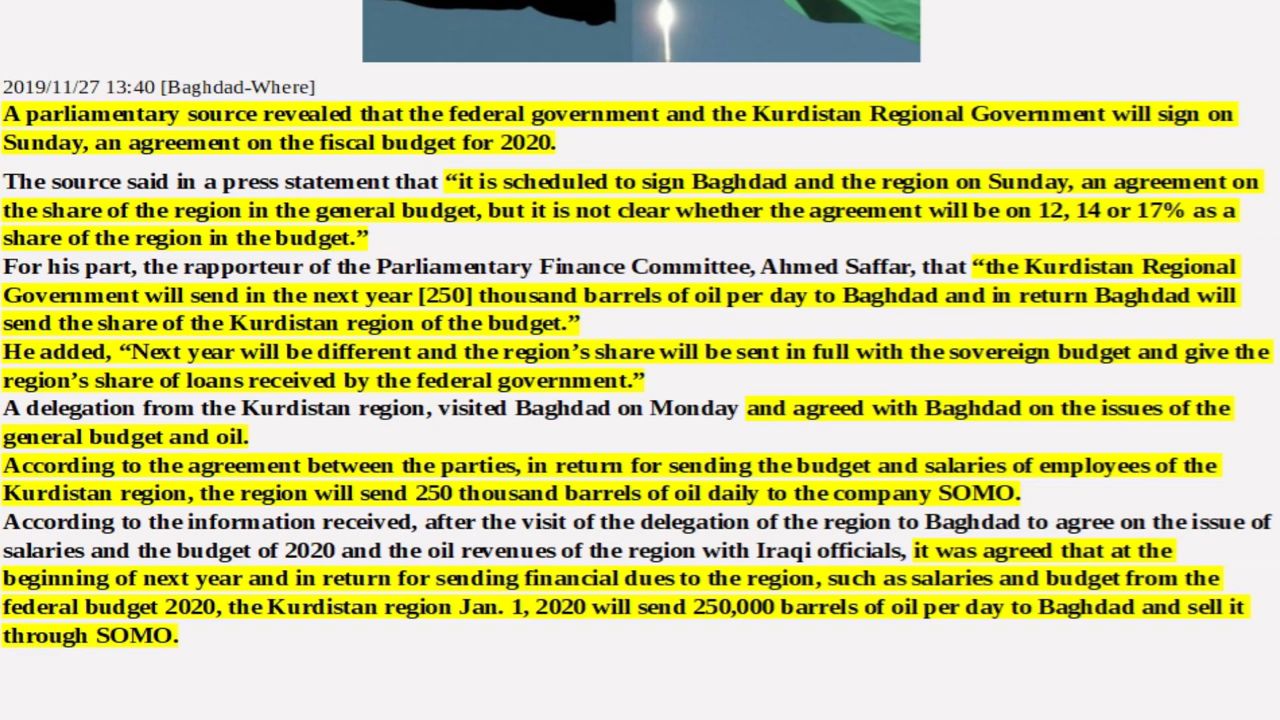 2019/11/27 13:40 [Baghdad-Where]
A parliamentary source revealed that the federal government and the Kurdistan Regional Government will sign on
Sunday, an agreement on the fiscal budget for 2020.
The source said in a press statement that “it is scheduled to sign Baghdad and the region on Sunday, an agreement on
the share of the region in the general budget, but it is not clear whether the agreement will be on 12, 14 or 17% as a
share of the region in the budget.”
For his part, the rapporteur of the Parliamentary Finance Committee, Ahmed Saffar, that “the Kurdistan Regional
Government will send in the next year [250] thousand barrels of oil per day to Baghdad and in return Baghdad will
send the share of the Kurdistan region of the budget.”
He added, “Next year will be different and the region’s share will be sent in full with the sovereign budget and give the
region’s share of loans received by the federal government.”
A delegation from the Kurdistan region, visited Baghdad on Monday and agreed with Baghdad on the issues of the
general budget and oil.
According to the agreement between the parties, in return for sending the budget and salaries of employees of the
Kurdistan region, the region will send 250 thousand barrels of oil daily to the company SOMO.
According to the information received, after the visit of the delegation of the region to Baghdad to agree on the issue of
salaries and the budget of 2020 and the oil revenues of the region with Iraqi officials, it was agreed that at the
beginning of next year and in return for sending financial dues to the region, such as salaries and budget from the
federal budget 2020, the Kurdistan region Jan. 1, 2020 will send 250,000 barrels of oil per day to Baghdad and sell it
through SOMO.